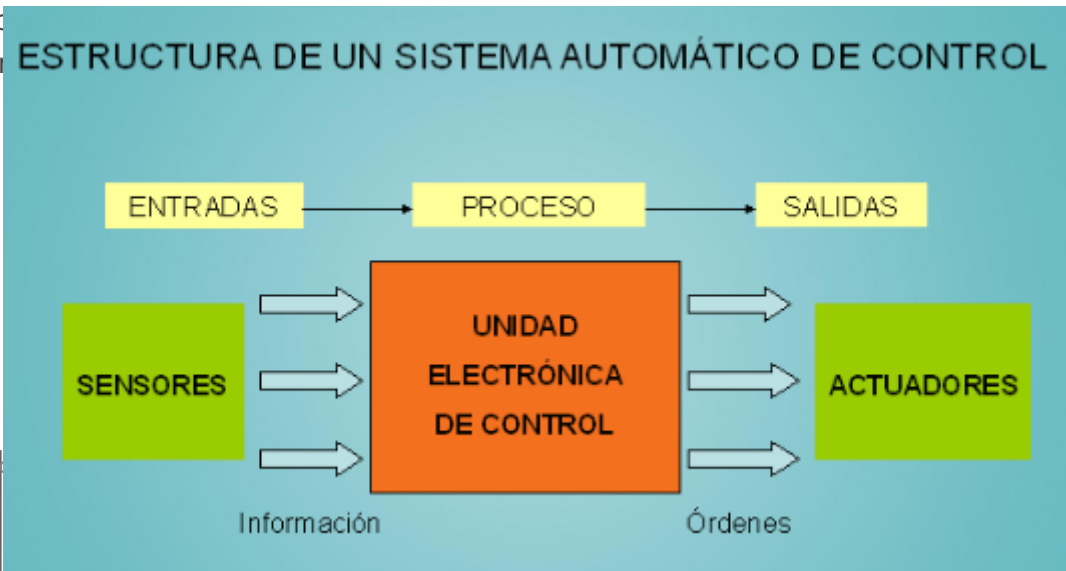 ESTRUCTURA DE UN SISTEMA AUTOMÁTICO DE CONTROL
ENTRADAS
PROCESO
SALIDAS
SENSORES
UNIDAD
ELECTRÓNICA
DE CONTROL
ACTUADORES
Información
Órdenes